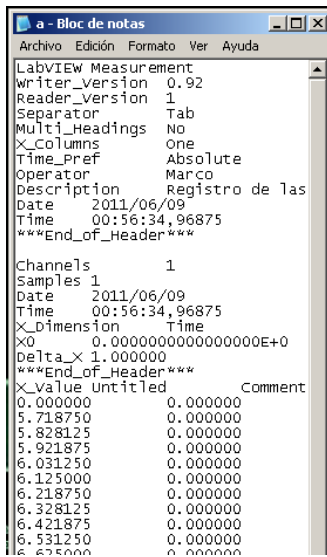 a - Bloc de notas
Archivo Edición Formato Ver Ayuda
LabVIEW Measurement
Writer_Version 0.92
Reader_Version 1
Separator Tab
Multi_Headings No
X_Columns One
Time_Pref Absolute
Operator Marco
Description Registro de las
Date 2011/06/09
Time 00:56:34,96875
***End_of_Header***
Channels 1
Samples 1
Date 2011/06/09
Time 00:56:34,96875
X_Dimension Time
X0 0.0000000000000000E+0
Delta_X 1.000000
***End_of_Header***
X_Value Untitled Comment
0.000000 0.000000
5.718750 0.000000
5.828125 0.000000
5.921875 0.000000
6.031250 0.000000
6.125000 0.000000
6.218750 0.000000
6.328125 0.000000
6.421875 0.000000
6.531250 0.000000
6.625000 0.000000